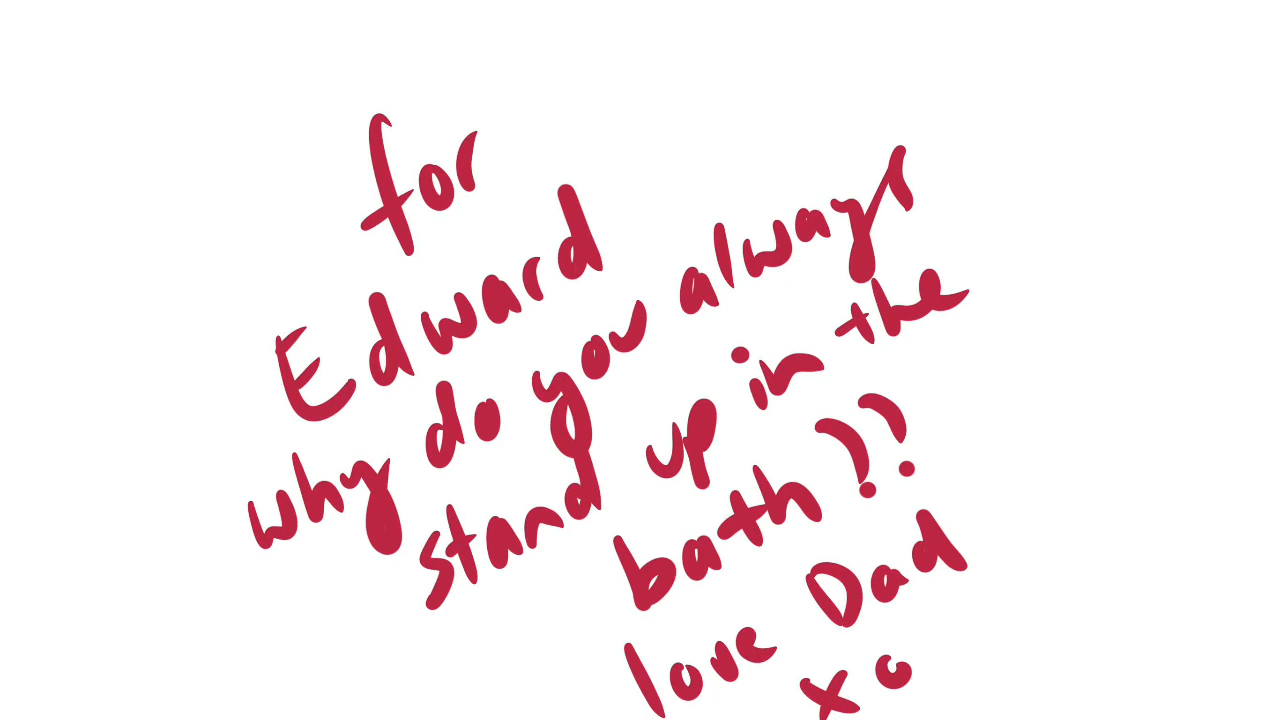 for
Edward
why do you always
stand up in the
bath??
love Dad
xo